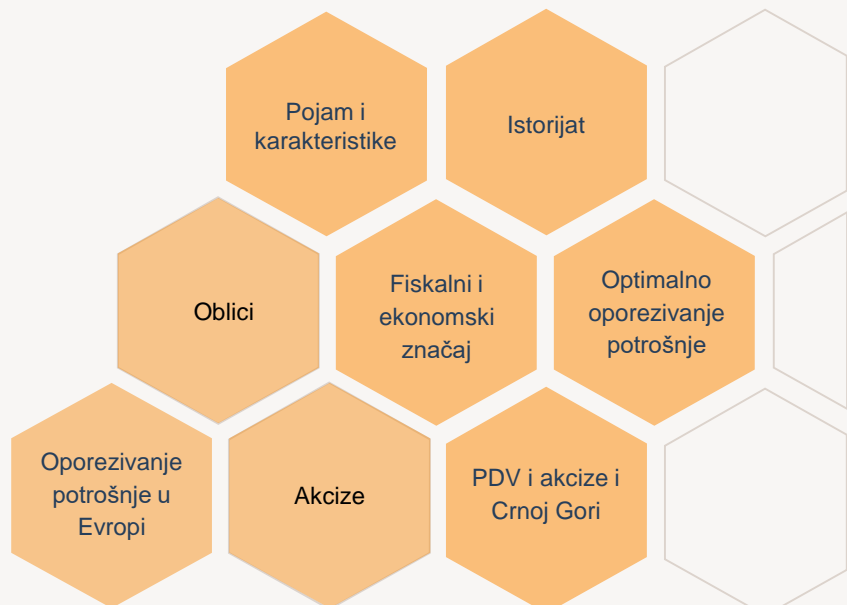 Pojam i
karakteristike
Istorijat
Oblici
Fiskalni i
ekonomski
značaj
Optimalno
oporezivanje
potrošnje
Oporezivanje
potrošnje u
Evropi
Akcize
PDV i akcize i
Crnoj Gori